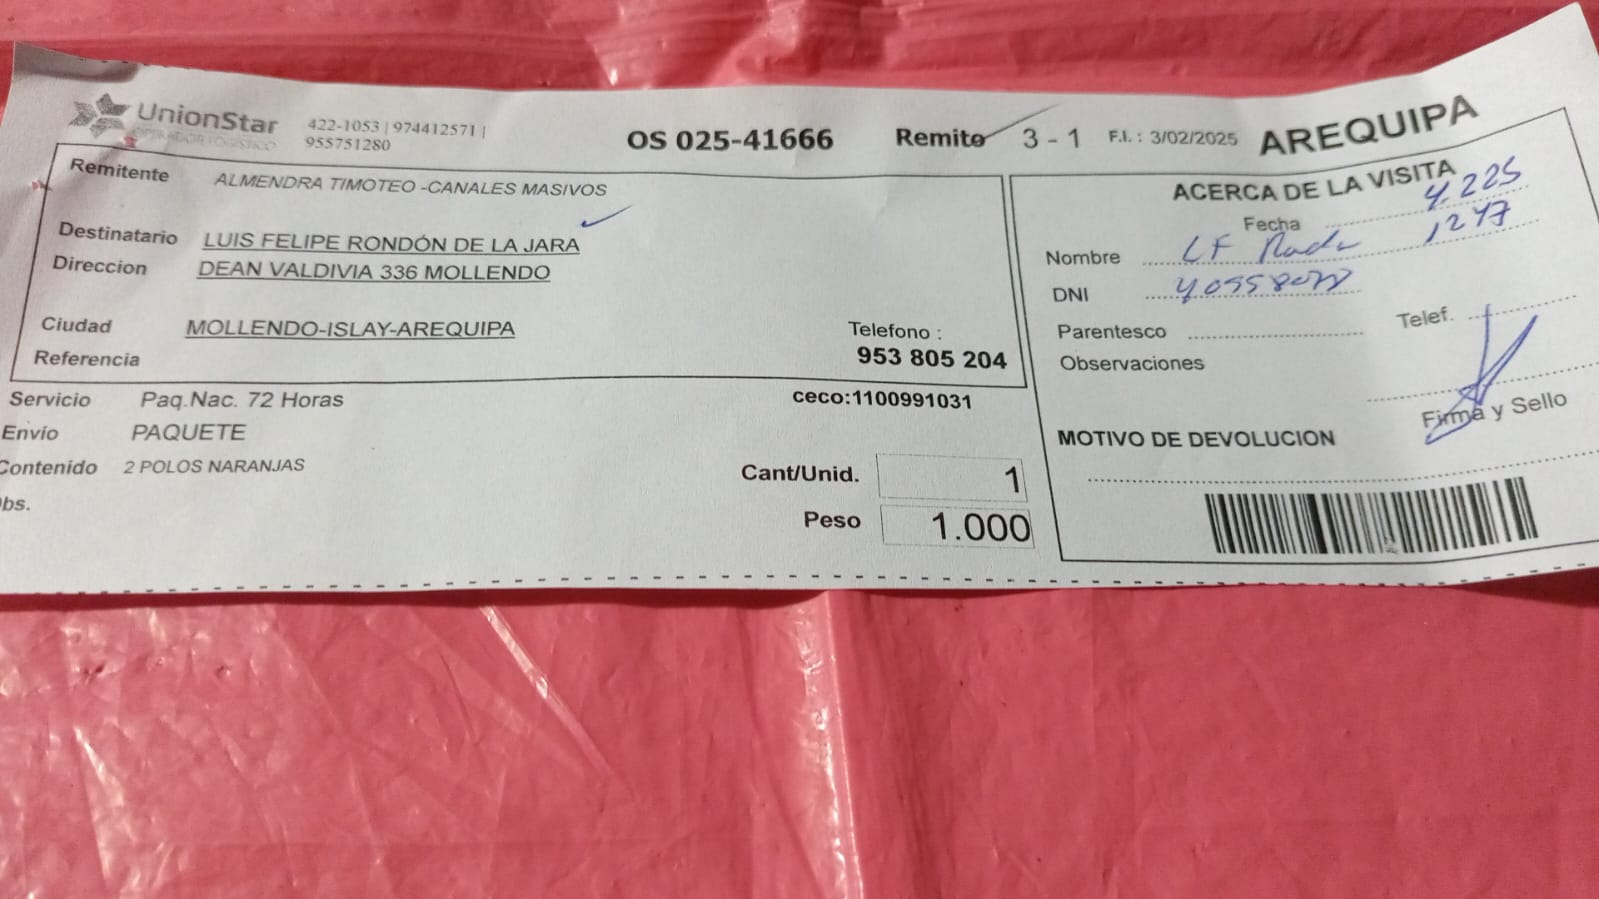 UnionStar
OPERADOR LOGISTICO
422-1053 | 974412571 |
955751280
OS 025-41666
Remito 3 - 1
F.I. : 3/02/2025
AREQUIPA
Remitente ALMENDRA TIMOTEO -CANALES MASIVOS
Destinatario LUIS FELIPE RONDÓN DE LA JARA
Direccion DEAN VALDIVIA 336 MOLLENDO
Ciudad MOLLENDO-ISLAY-AREQUIPA
Referencia
Telefono :
953 805 204
Servicio Paq.Nac. 72 Horas
ceco:1100991031
Envío PAQUETE
Contenido 2 POLOS NARANJAS
Cant/Unid. 1
bs.
Peso 1.000
ACERCA DE LA VISITA
Fecha 4.225
1247
Nombre LF
DNI
Parentesco
Telef.
Observaciones
Firma y Sello
MOTIVO DE DEVOLUCION